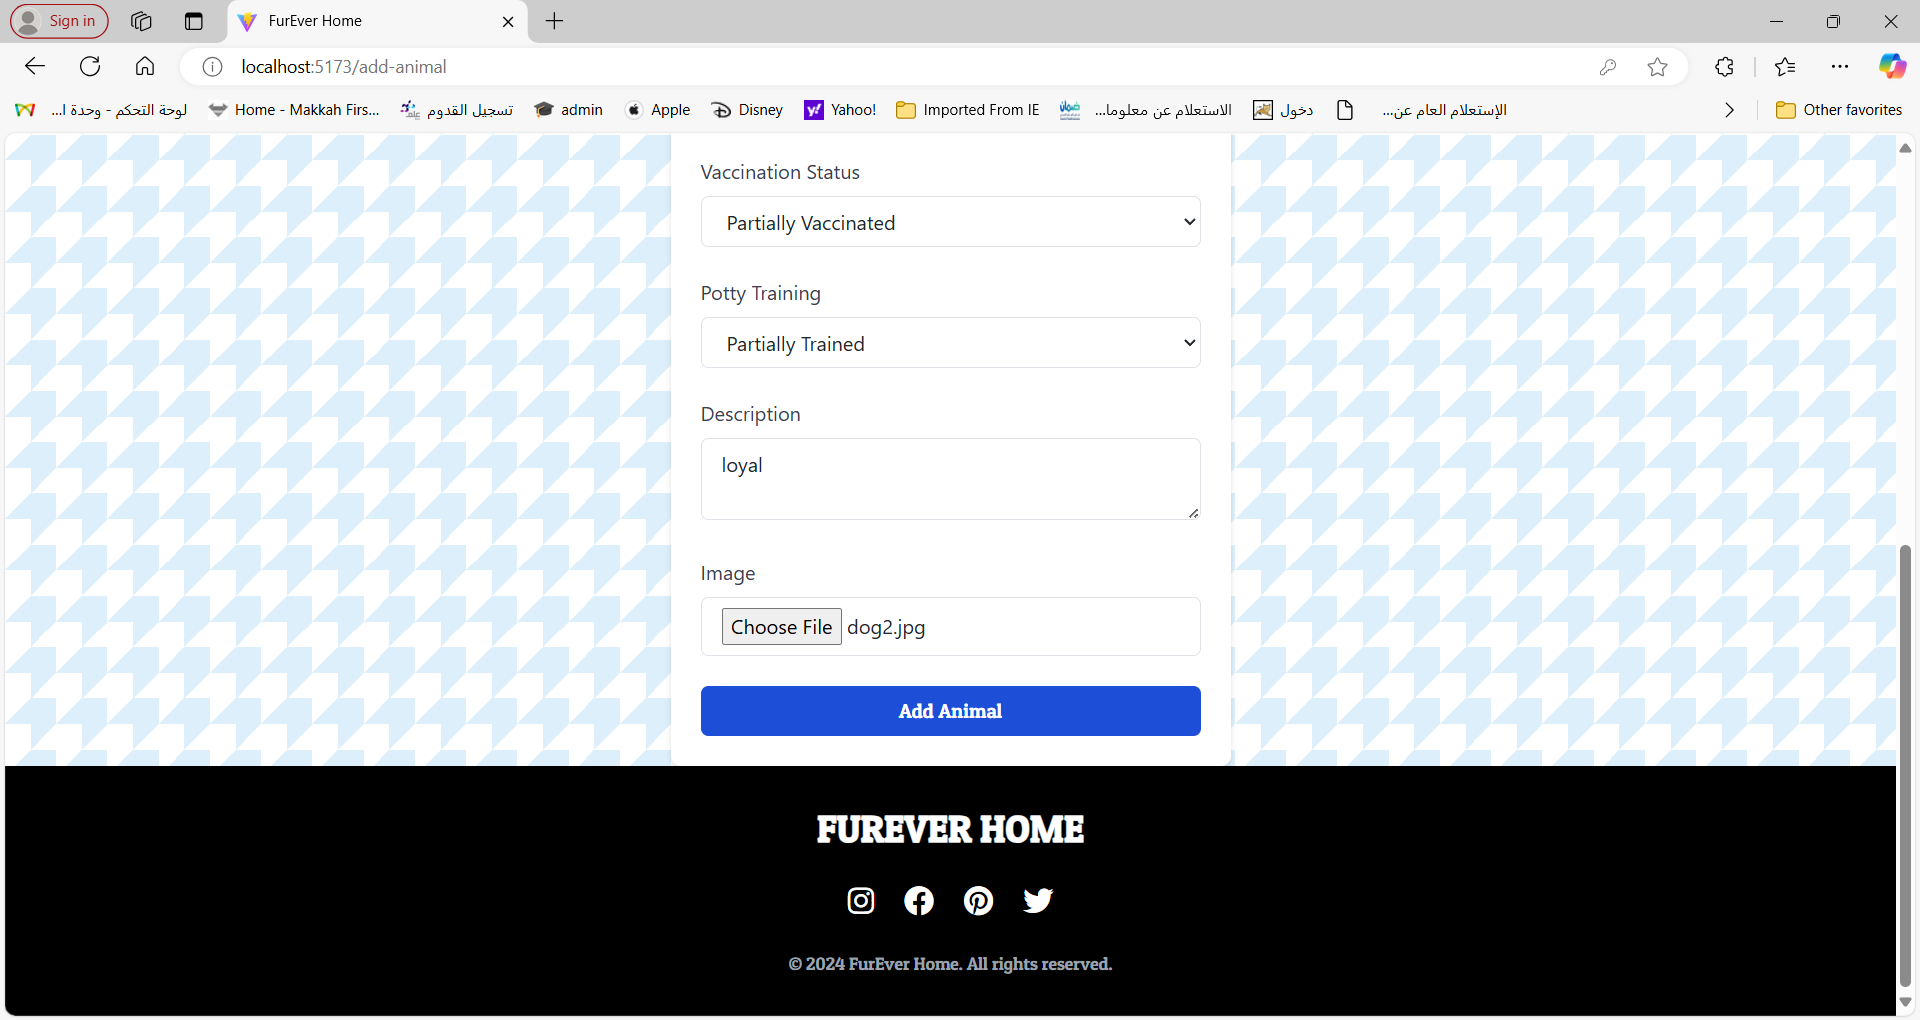 Sign in
FurEver Home
localhost:5173/add-animal
لوحة التحكم - وحدة ا...
Home - Makkah Firs...
تسجيل القدوم
admin
Apple
Disney
Yahoo!
Imported From IE
الاستعلام عن معلوما...
دخول
الإستعلام العام عن...
Other favorites
Vaccination Status
Partially Vaccinated
Potty Training
Partially Trained
Description
loyal
Image
Choose File dog2.jpg
Add Animal
FUREVER HOME
© 2024 FurEver Home. All rights reserved.